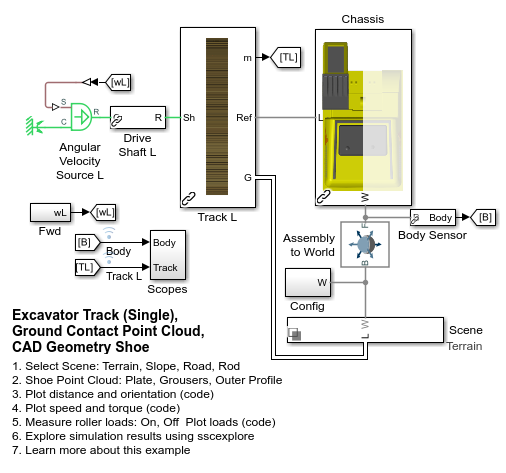 Chassis
[wL]
m
[TL]
S
R
C
R
Sh
Ref
L
Angular
Velocity
Source L
Drive
Shaft L
G
W
Track L
wL
[wL]
Fwd
F
B
Body
[B]
Body Sensor
[B]
Body
Body
[TL]
Track L
Track
Scopes
Assembly
to World
B
W
Config
W
L
Scene
Terrain
Excavator Track (Single),
Ground Contact Point Cloud,
CAD Geometry Shoe
1. Select Scene: Terrain, Slope, Road, Rod
2. Shoe Point Cloud: Plate, Grousers, Outer Profile
3. Plot distance and orientation (code)
4. Plot speed and torque (code)
5. Measure roller loads: On, Off Plot loads (code)
6. Explore simulation results using sscexplore
7. Learn more about this example